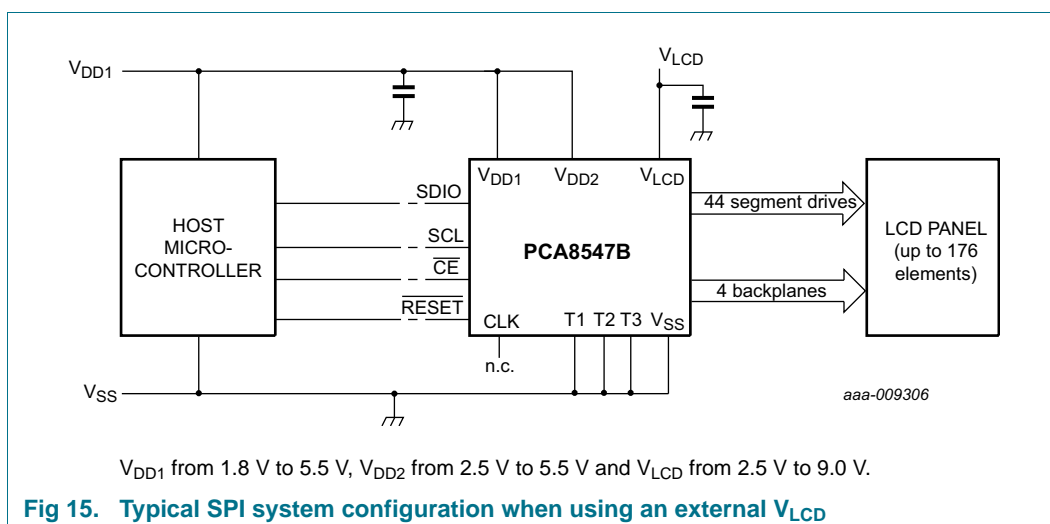 VLCD
VDD1
VDD1 VDD2 VLCD
SDIO
SCL
CE
RESET
HOST
MICRO-
CONTROLLER
PCA8547B
44 segment drives
4 backplanes
LCD PANEL
(up to 176
elements)
CLK T1 T2 T3 VSS
n.c.
VSS
aaa-009306
VDD1 from 1.8 V to 5.5 V, VDD2 from 2.5 V to 5.5 V and VLCD from 2.5 V to 9.0 V.
Fig 15. Typical SPI system configuration when using an external VLCD